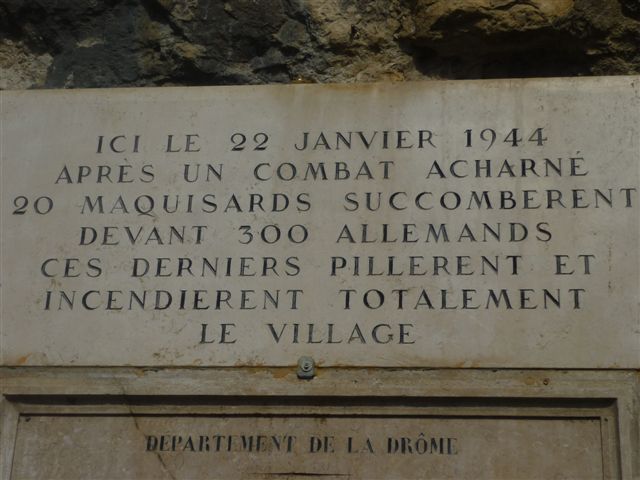 ICI LE 22 JANVIER 1944
APRÈS UN COMBAT ACHARNÉ
20 MAQUISARDS SUCCOMBERENT
DEVANT 300 ALLEMANDS
CES DERNIERS PILLERENT ET
INCENDIERENT TOTALEMENT
LE VILLAGE
DEPARTEMENT DE LA DRÔME